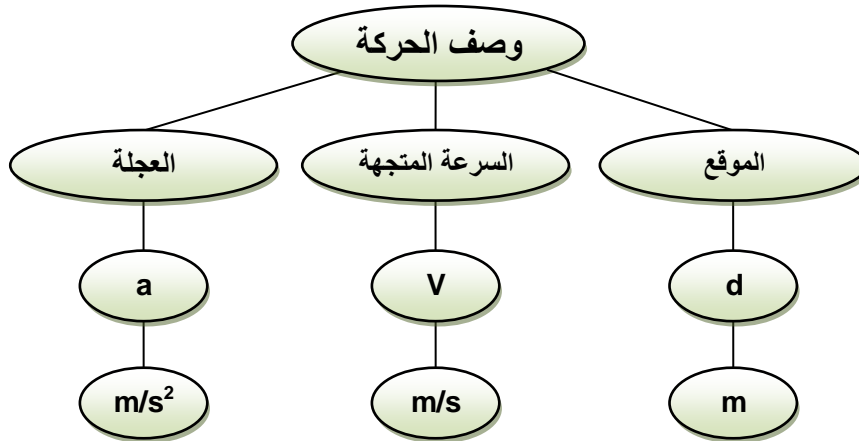 وصف الحركة
الموقع
السرعة المتجهة
العجلة
d
V
a
m
m/s
m/s²